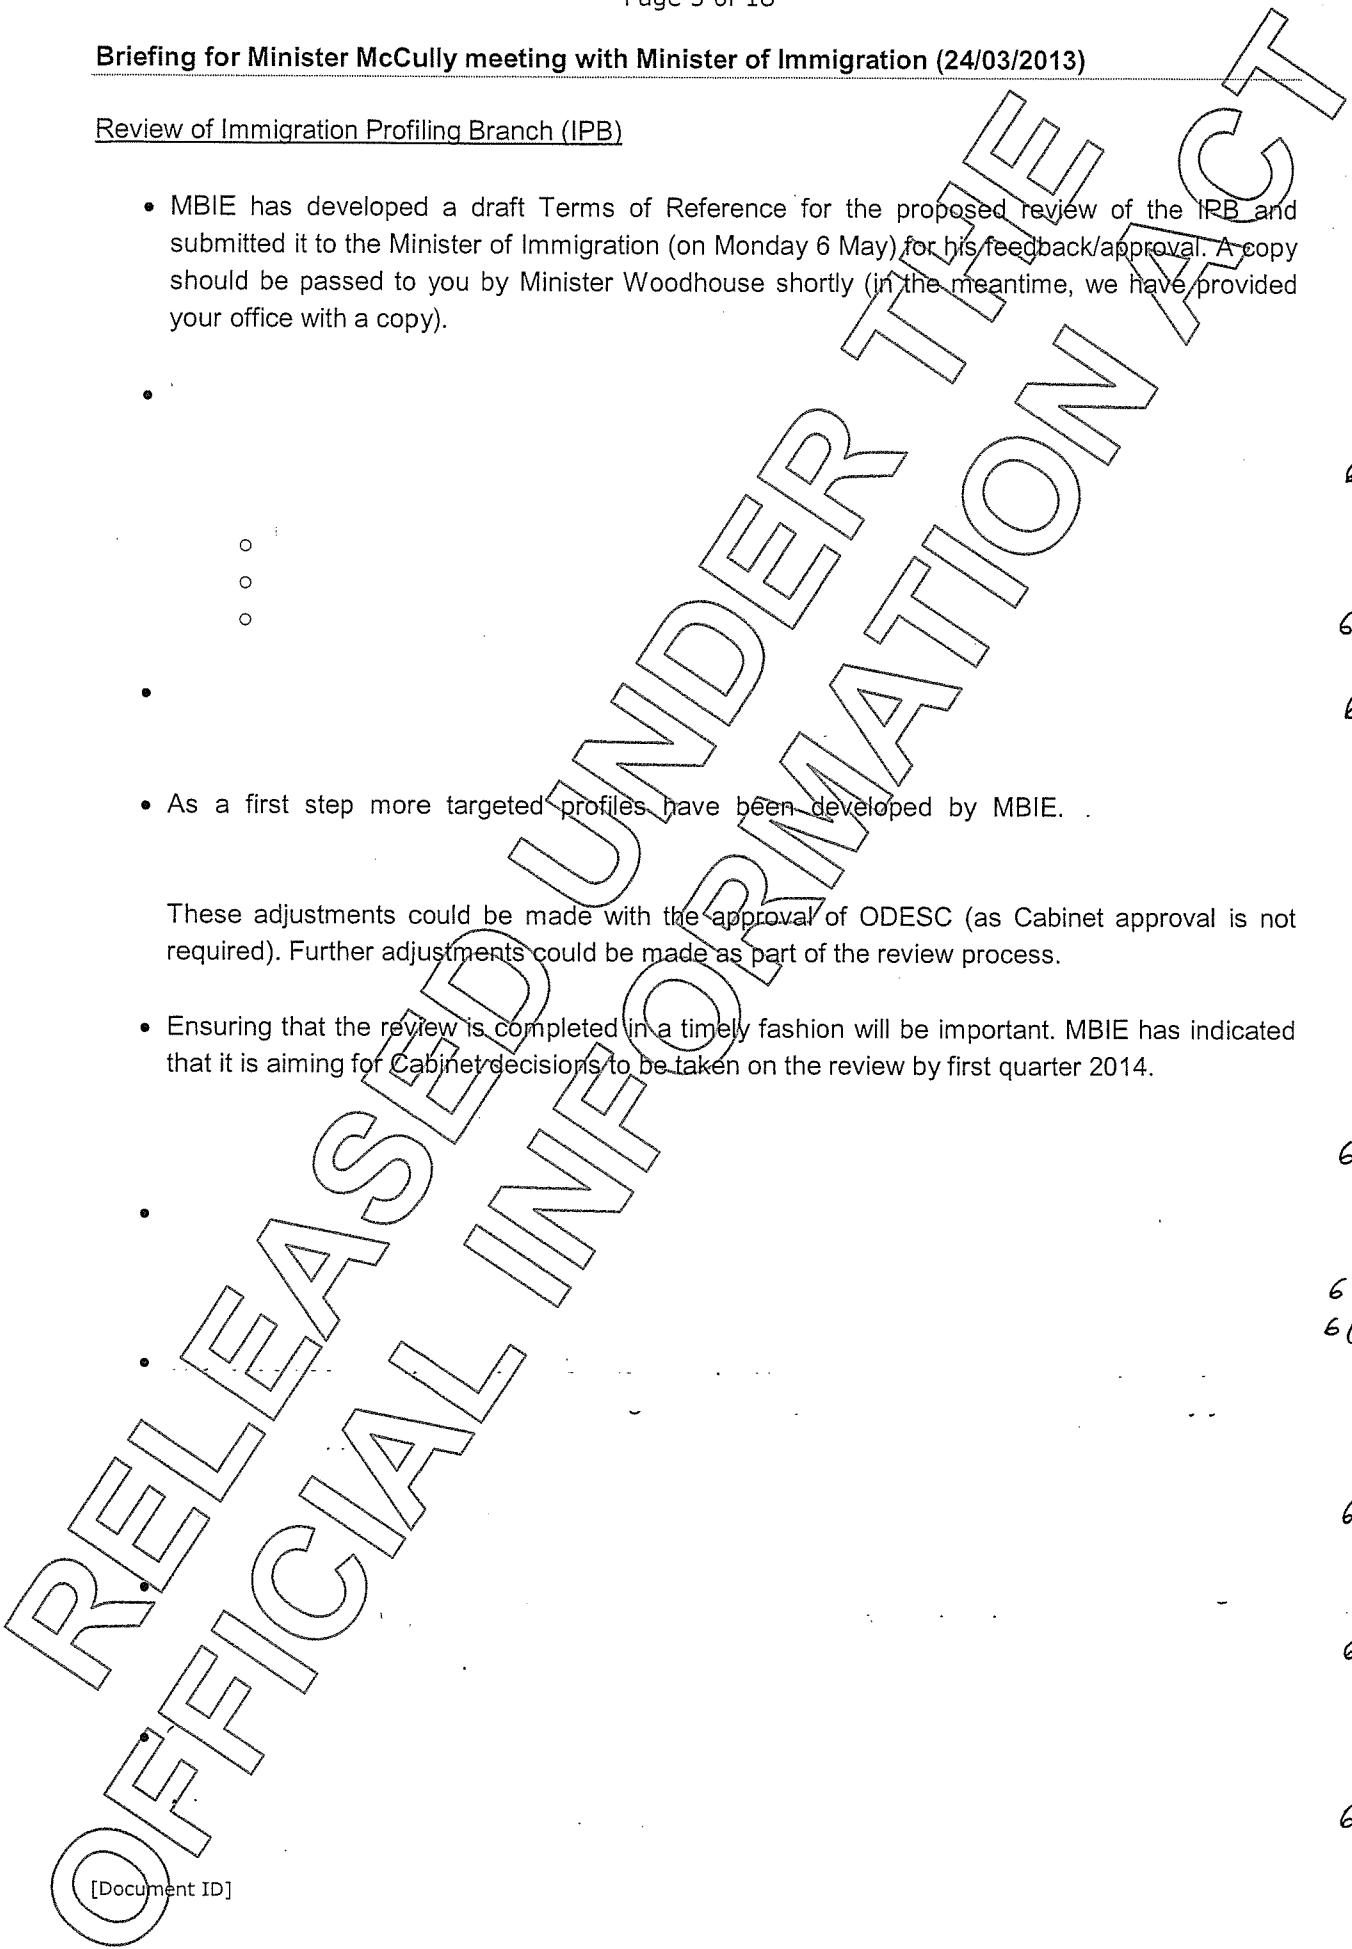 Page 5 of 18
Briefing for Minister McCully meeting with Minister of Immigration (24/03/2013)
Review of Immigration Profiling Branch (IPB)
• MBIE has developed a draft Terms of Reference for the proposed review of the IPB and
submitted it to the Minister of Immigration (on Monday 6 May) for his feedback/approval. A copy
should be passed to you by Minister Woodhouse shortly (in the meantime, we have provided
your office with a copy).
•
6
○
○
○
6
•
6
• As a first step more targeted profiles have been developed by MBIE.
These adjustments could be made with the approval of ODESC (as Cabinet approval is not
required). Further adjustments could be made as part of the review process.
• Ensuring that the review is completed in a timely fashion will be important. MBIE has indicated
that it is aiming for Cabinet decisions to be taken on the review by first quarter 2014.
6
•
6
6(
•
6
•
6
•
6
[Document ID]
RELEASED UNDER THE
OFFICIAL INFORMATION ACT